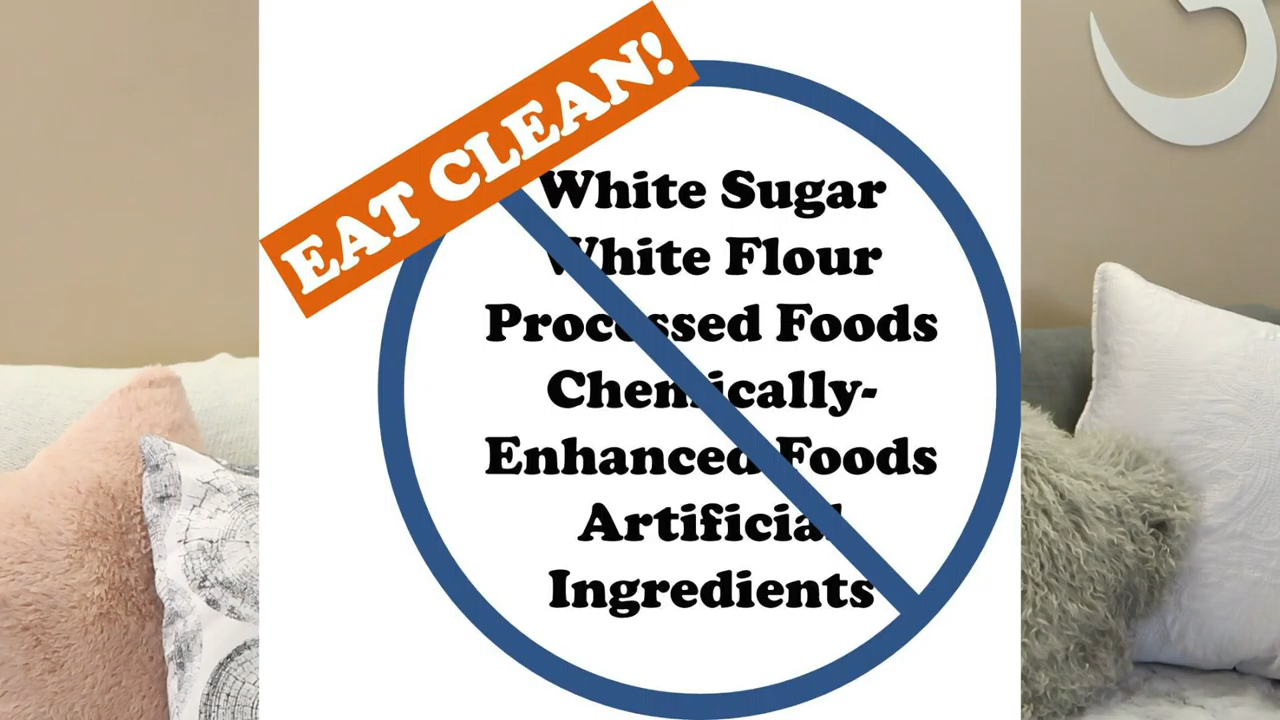 EAT CLEAN!
White Sugar
White Flour
Processed Foods
Chemically-
Enhanced Foods
Artificial
Ingredients